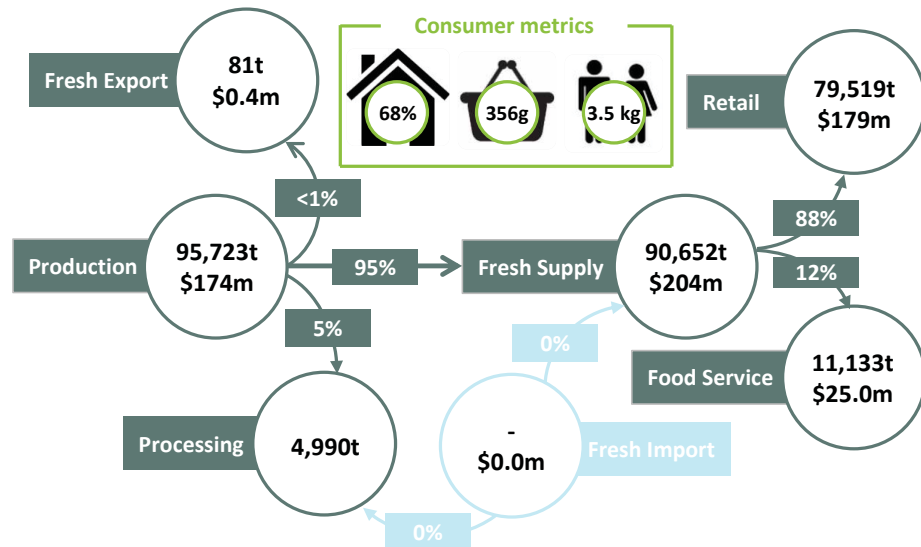 Consumer metrics
68%
356g
3.5 kg
Fresh Export
81t
$0.4m
Retail
79,519t
$179m
<1%
88%
Production
95,723t
$174m
95%
Fresh Supply
90,652t
$204m
12%
5%
0%
Food Service
11,133t
$25.0m
Processing
4,990t
-
$0.0m
Fresh Import
0%